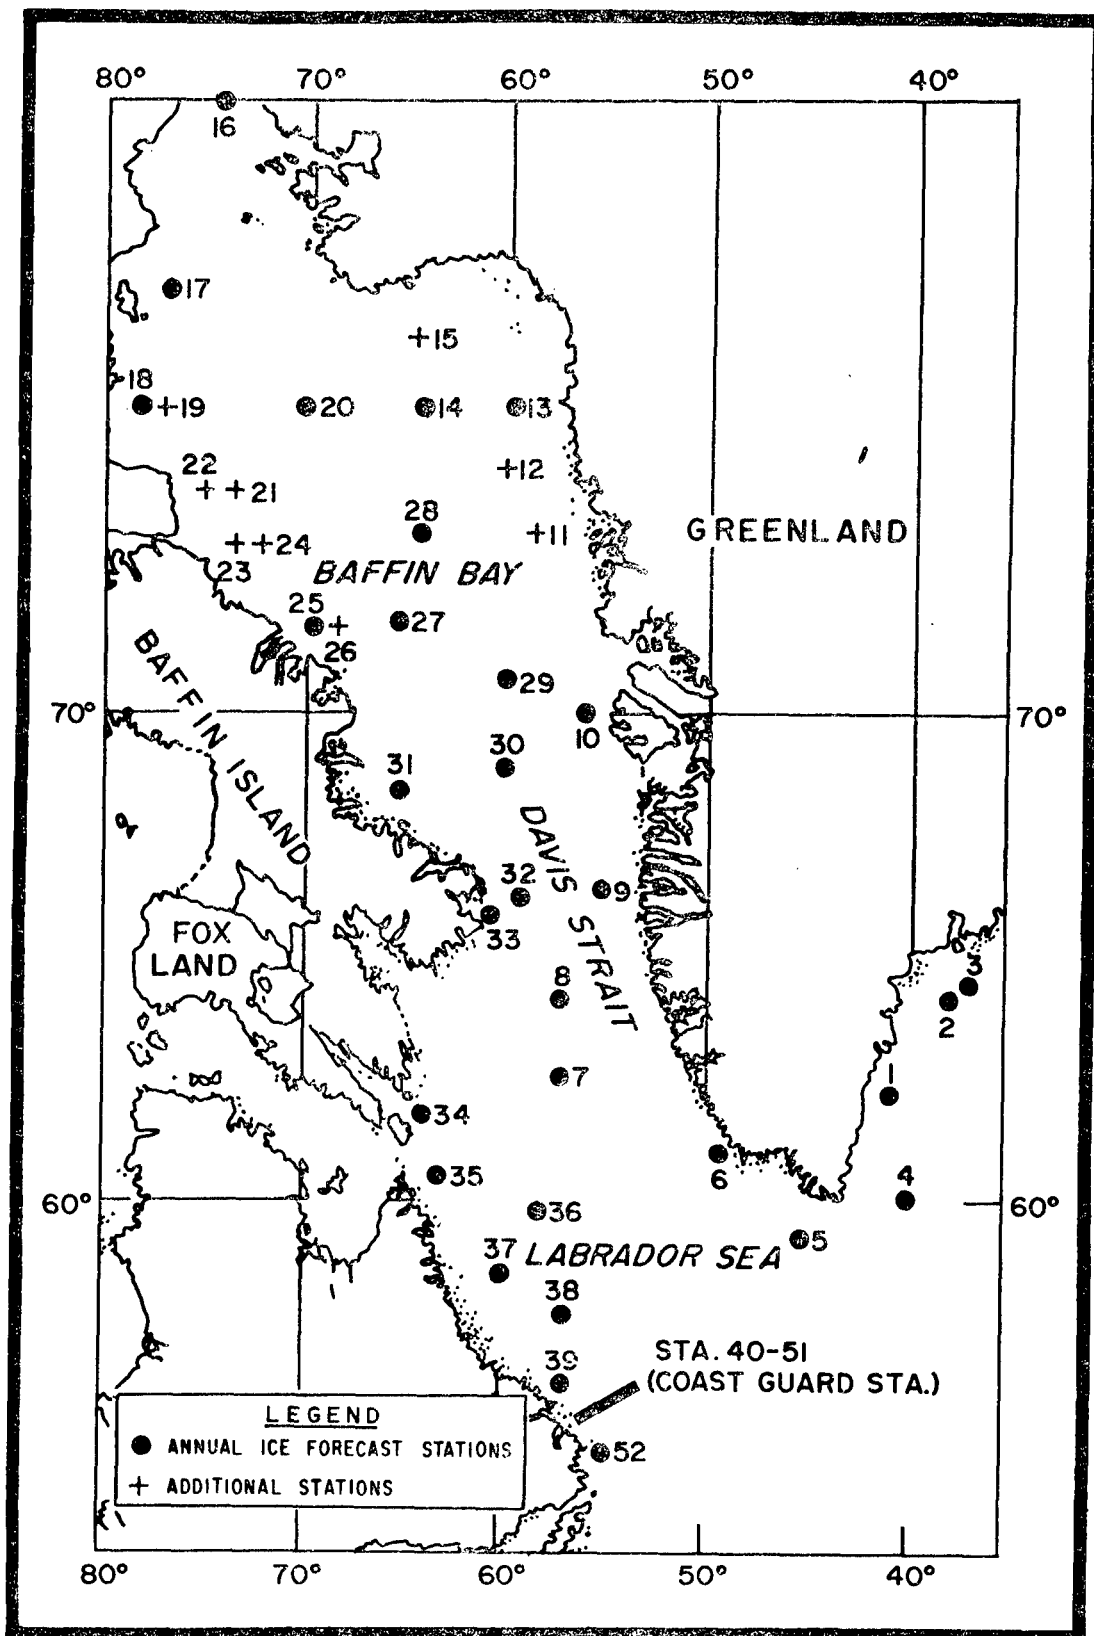 80° 70° 60° 50° 40°
16
17
15
18
19 20 14 13
22
21
12
28
11
GREENLAND
24
23
BAFFIN BAY
25
27
26
29
BAFFIN ISLAND
70° 70°
10
30
31
DAVIS STRAIT
32
9
33
FOX
LAND
8
3
2
7
1
34
35
6
4
60° 60°
36
5
37
LABRADOR SEA
38
39
STA. 40-51
(COAST GUARD STA.)
52
LEGEND
ANNUAL ICE FORECAST STATIONS
+ ADDITIONAL STATIONS
80° 70° 60° 50° 40°